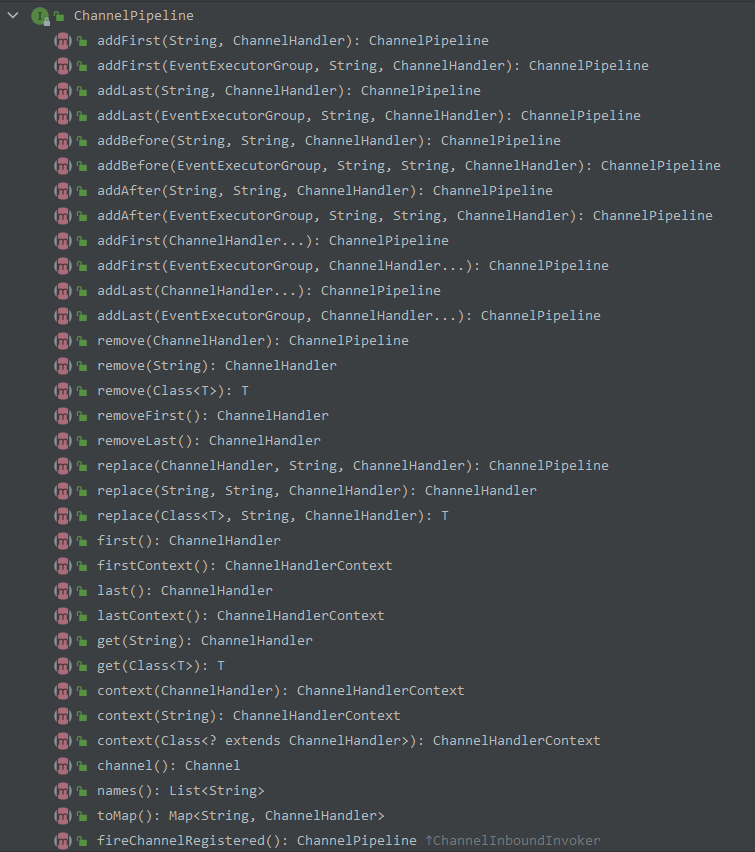 ChannelPipeline
addFirst(String, ChannelHandler): ChannelPipeline
addFirst(EventExecutorGroup, String, ChannelHandler): ChannelPipeline
addLast(String, ChannelHandler): ChannelPipeline
addLast(EventExecutorGroup, String, ChannelHandler): ChannelPipeline
addBefore(String, String, ChannelHandler): ChannelPipeline
addBefore(EventExecutorGroup, String, String, ChannelHandler): ChannelPipeline
addAfter(String, String, ChannelHandler): ChannelPipeline
addAfter(EventExecutorGroup, String, String, ChannelHandler): ChannelPipeline
addFirst(ChannelHandler...): ChannelPipeline
addFirst(EventExecutorGroup, ChannelHandler...): ChannelPipeline
addLast(ChannelHandler...): ChannelPipeline
addLast(EventExecutorGroup, ChannelHandler...): ChannelPipeline
remove(ChannelHandler): ChannelPipeline
remove(String): ChannelHandler
remove(Class<T>): T
removeFirst(): ChannelHandler
removeLast(): ChannelHandler
replace(ChannelHandler, String, ChannelHandler): ChannelPipeline
replace(String, String, ChannelHandler): ChannelHandler
replace(Class<T>, String, ChannelHandler): T
first(): ChannelHandler
firstContext(): ChannelHandlerContext
last(): ChannelHandler
lastContext(): ChannelHandlerContext
get(String): ChannelHandler
get(Class<T>): T
context(ChannelHandler): ChannelHandlerContext
context(String): ChannelHandlerContext
context(Class<? extends ChannelHandler>): ChannelHandlerContext
channel(): Channel
names(): List<String>
toMap(): Map<String, ChannelHandler>
fireChannelRegistered(): ChannelPipeline ↑ChannelInboundInvoker